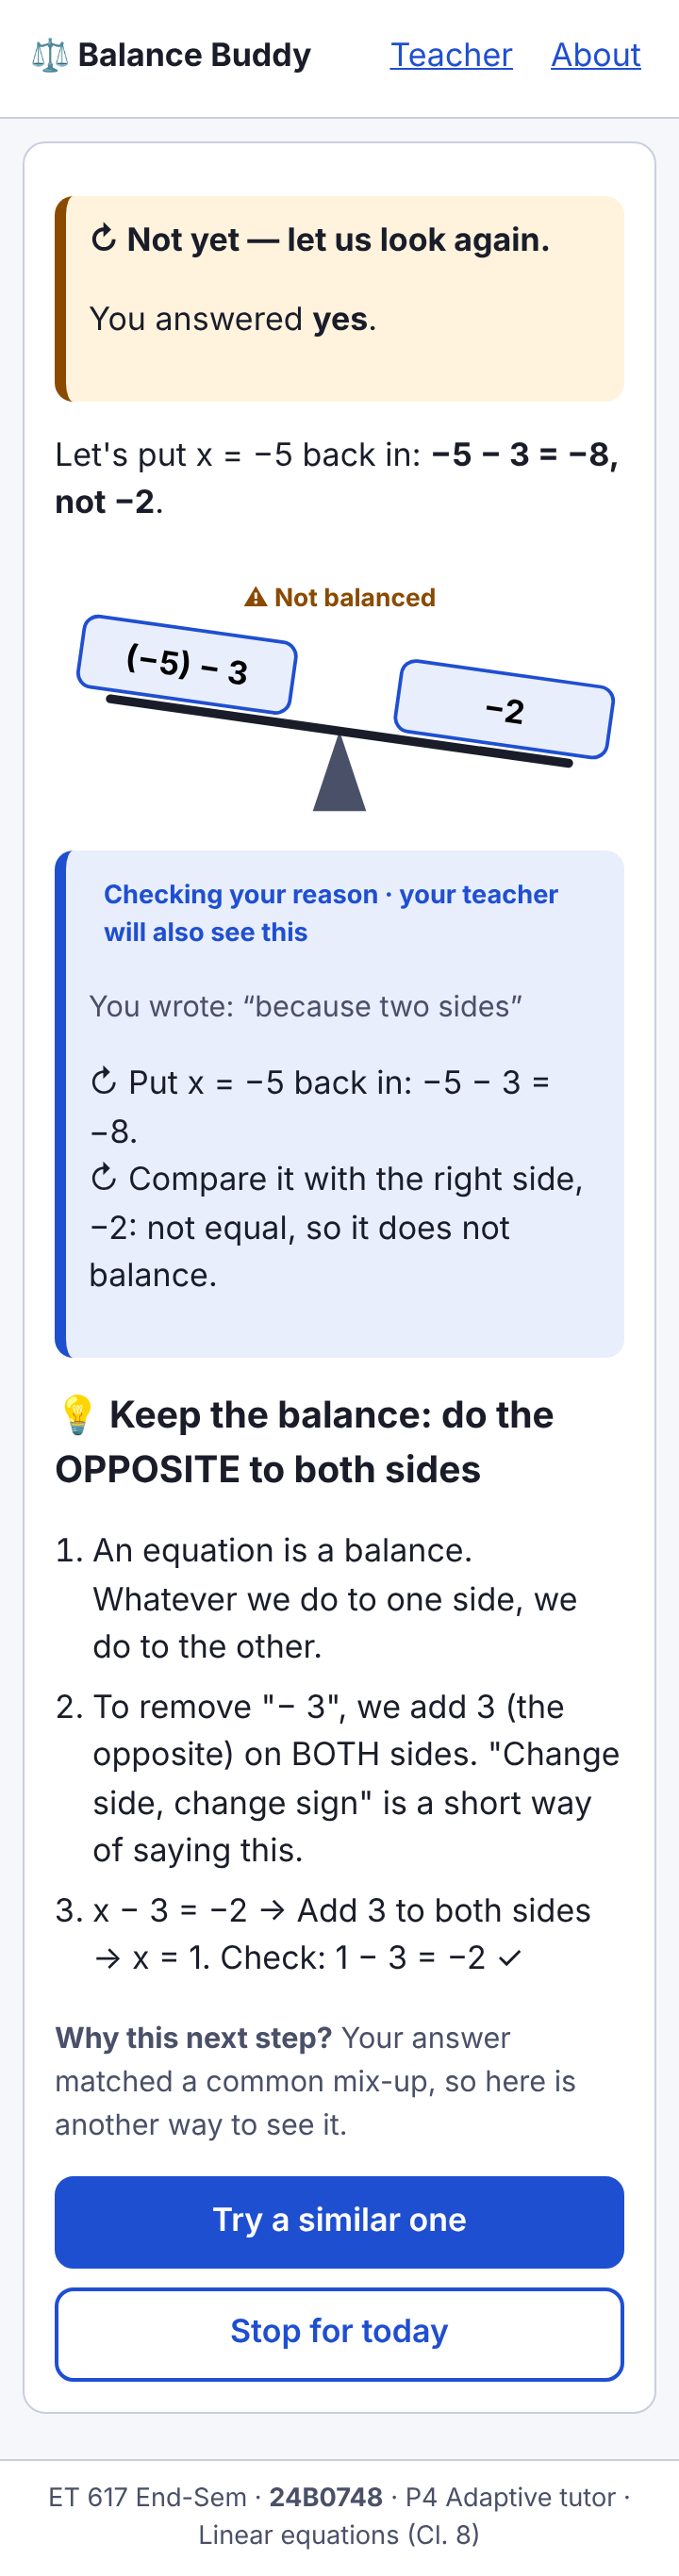 ⚖️ Balance Buddy Teacher About
↻ Not yet — let us look again.
You answered yes.
Let's put x = −5 back in: −5 − 3 = −8,
not −2.
⚠ Not balanced
(−5) − 3
−2
Checking your reason · your teacher
will also see this
You wrote: “because two sides”
↻ Put x = −5 back in: −5 − 3 =
−8.
↻ Compare it with the right side,
−2: not equal, so it does not
balance.
💡 Keep the balance: do the
OPPOSITE to both sides
1. An equation is a balance.
Whatever we do to one side, we
do to the other.
2. To remove "− 3", we add 3 (the
opposite) on BOTH sides. "Change
side, change sign" is a short way
of saying this.
3. x − 3 = −2 → Add 3 to both sides
→ x = 1. Check: 1 − 3 = −2 ✓
Why this next step? Your answer
matched a common mix-up, so here is
another way to see it.
Try a similar one
Stop for today
ET 617 End-Sem · 24B0748 · P4 Adaptive tutor ·
Linear equations (Cl. 8)